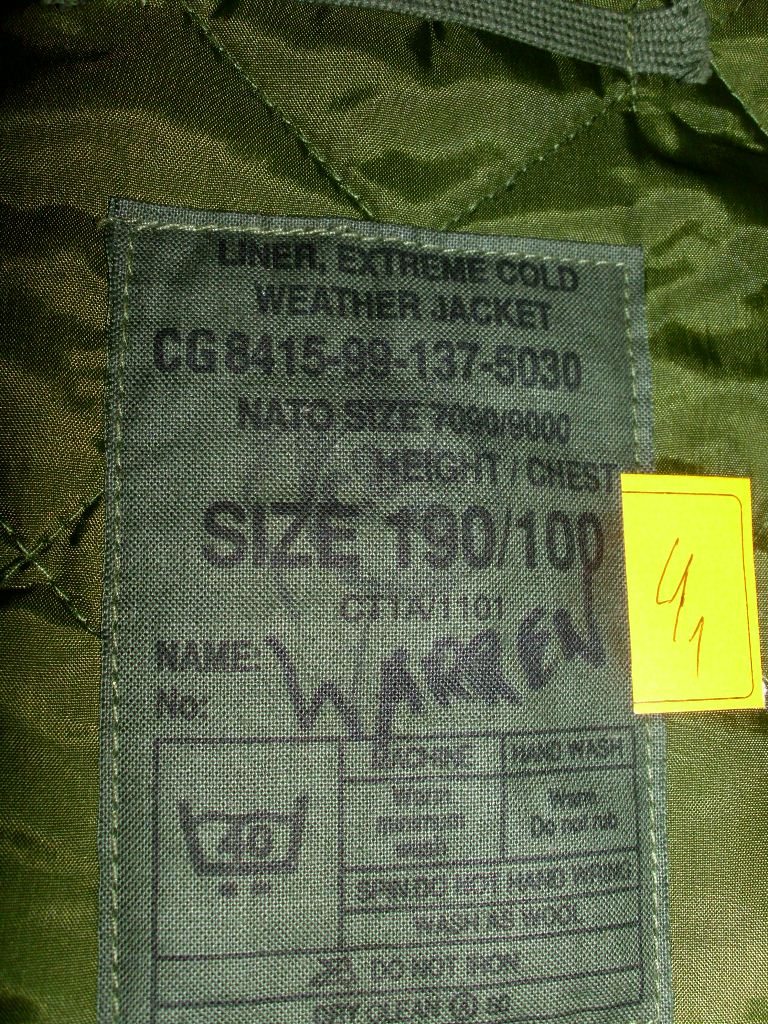 LINER, EXTREME COLD
WEATHER JACKET
CG 8415-99-137-5030
NATO SIZE 7090/9000
HEIGHT / CHEST
SIZE 190/100
CT1A/1101
NAME: WARREN
No:
41
MACHINE HAND WASH
40
Warm
minimum
wash
Warm
Do not rub
SPIN DO NOT HAND WRING
WASH AS WOOL
DO NOT IRON
DRY CLEAN